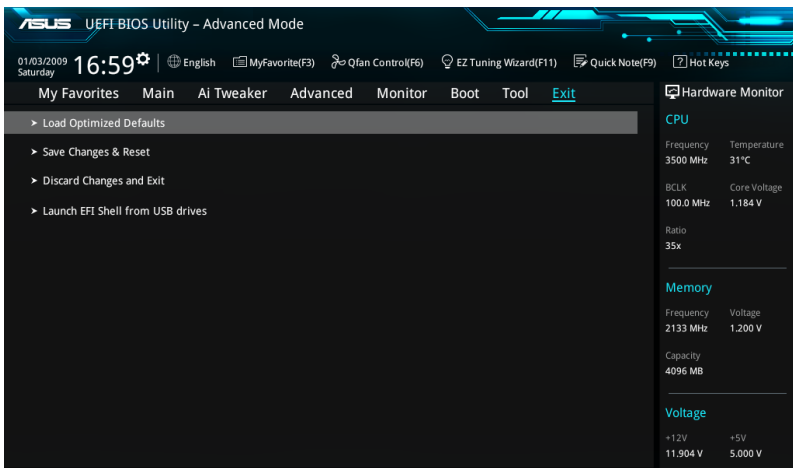 ASUS UEFI BIOS Utility – Advanced Mode
01/03/2009 Saturday 16:59 English MyFavorite(F3) Qfan Control(F6) EZ Tuning Wizard(F11) Quick Note(F9) ? Hot Keys
My Favorites Main Ai Tweaker Advanced Monitor Boot Tool Exit
Hardware Monitor
> Load Optimized Defaults
> Save Changes & Reset
> Discard Changes and Exit
> Launch EFI Shell from USB drives
CPU
Frequency Temperature
3500 MHz 31°C
BCLK Core Voltage
100.0 MHz 1.184 V
Ratio
35x
Memory
Frequency Voltage
2133 MHz 1.200 V
Capacity
4096 MB
Voltage
+12V +5V
11.904 V 5.000 V